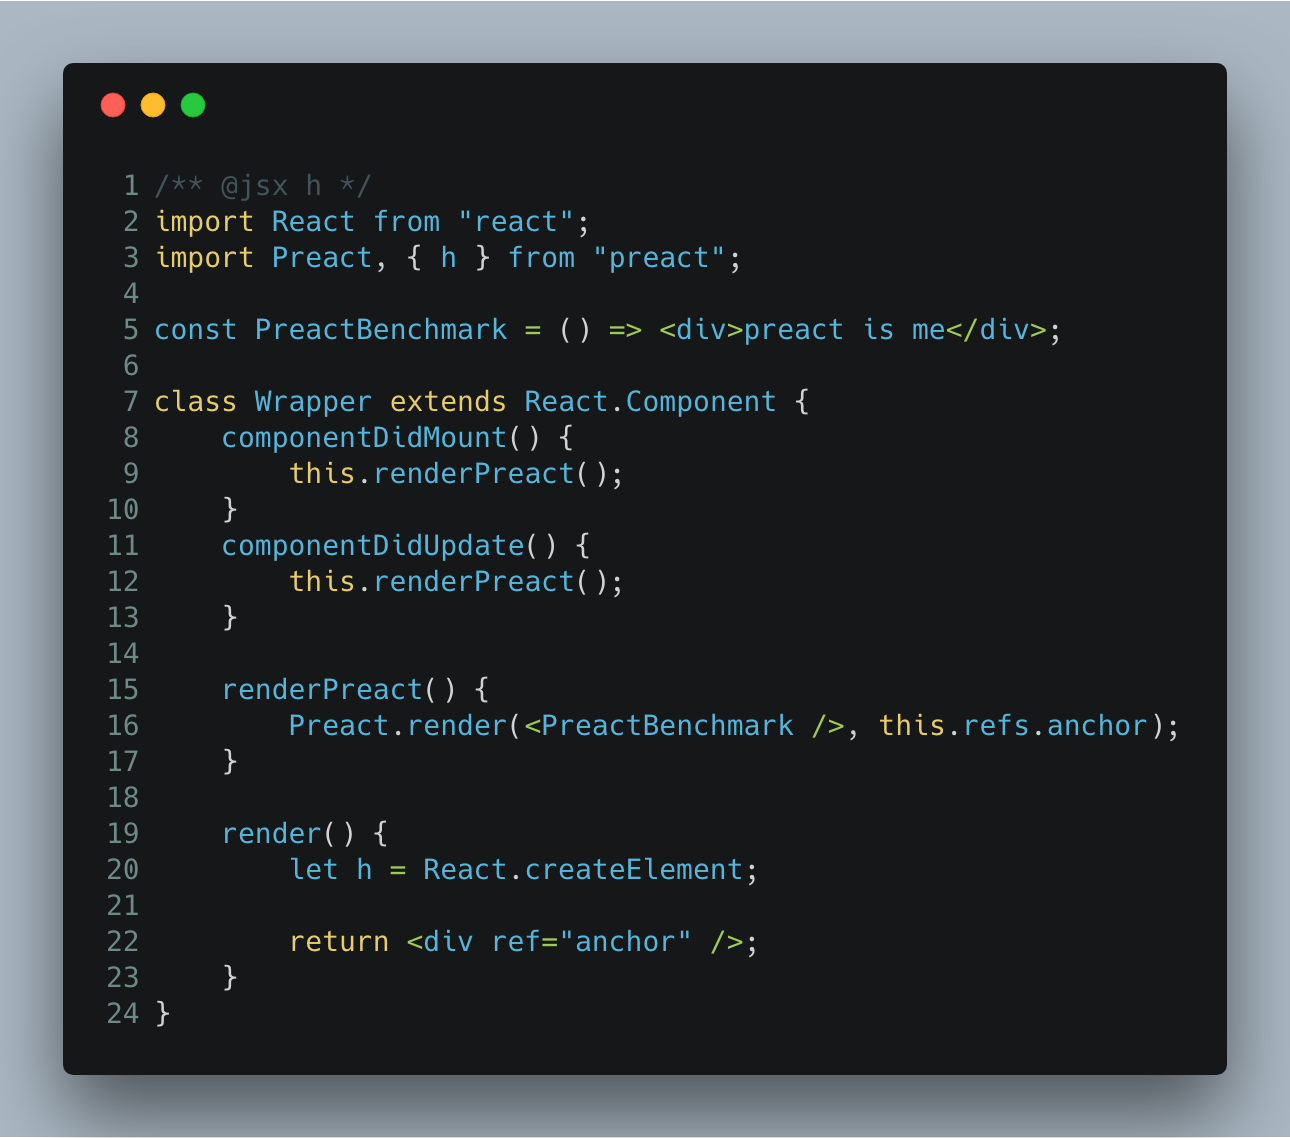 1 /** @jsx h */
2 import React from "react";
3 import Preact, { h } from "preact";
4
5 const PreactBenchmark = () => <div>preact is me</div>;
6
7 class Wrapper extends React.Component {
8     componentDidMount() {
9         this.renderPreact();
10     }
11     componentDidUpdate() {
12         this.renderPreact();
13     }
14
15     renderPreact() {
16         Preact.render(<PreactBenchmark />, this.refs.anchor);
17     }
18
19     render() {
20         let h = React.createElement;
21
22         return <div ref="anchor" />;
23     }
24 }